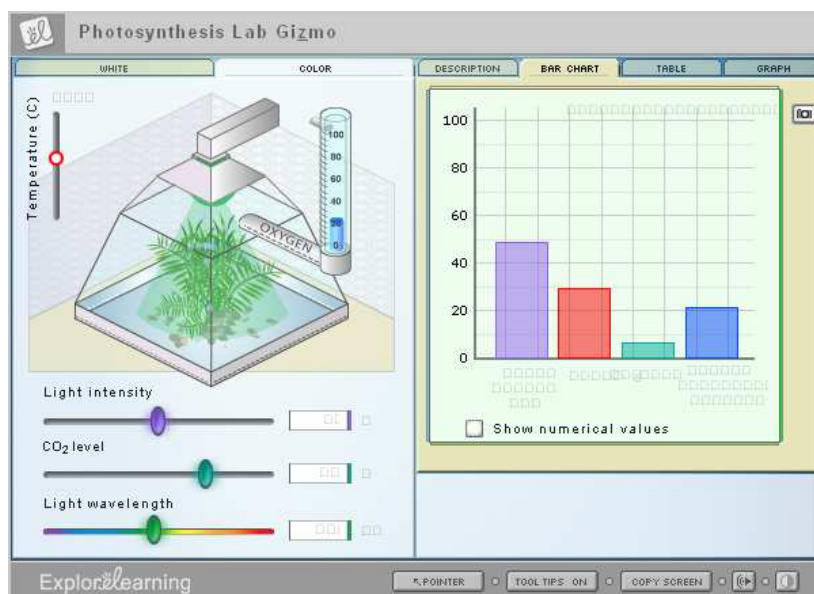 Photosynthesis Lab Gizmo
WHITE
COLOR
DESCRIPTION
BAR CHART
TABLE
GRAPH
Temperature (C)
100
80
60
40
20
0
OXYGEN
Light intensity
CO₂ level
Light wavelength
100
80
60
40
20
0
Show numerical values
ExploreLearning
POINTER
TOOL TIPS ON
COPY SCREEN